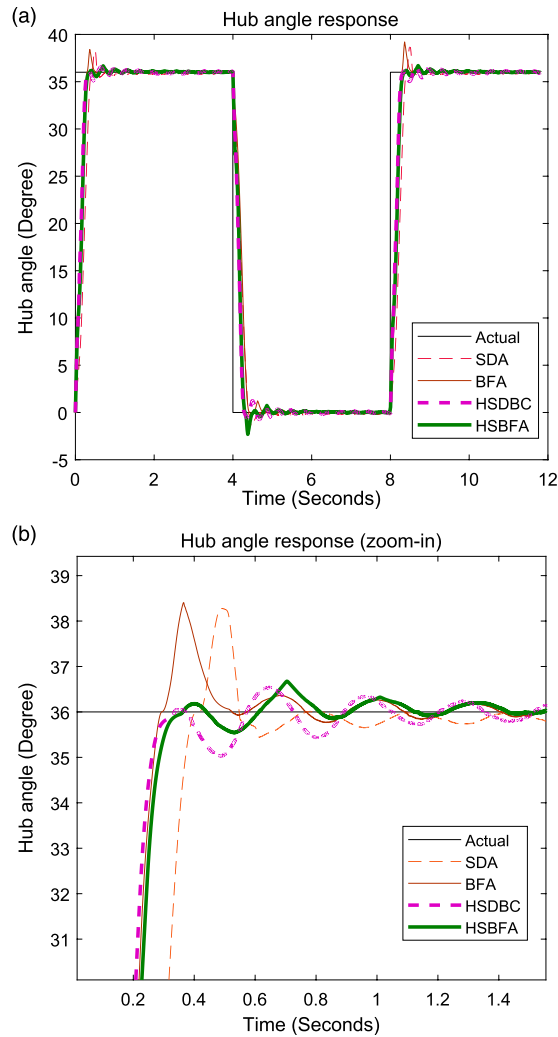 (a)
Hub angle response
40
35
30
25
20
15
10
5
0
-5
Hub angle (Degree)
0
2
4
6
8
10
12
Time (Seconds)
Actual
SDA
BFA
HSDBC
HSBFA
(b)
Hub angle response (zoom-in)
39
38
37
36
35
34
33
32
31
Hub angle (Degree)
0.2
0.4
0.6
0.8
1
1.2
1.4
Time (Seconds)
Actual
SDA
BFA
HSDBC
HSBFA